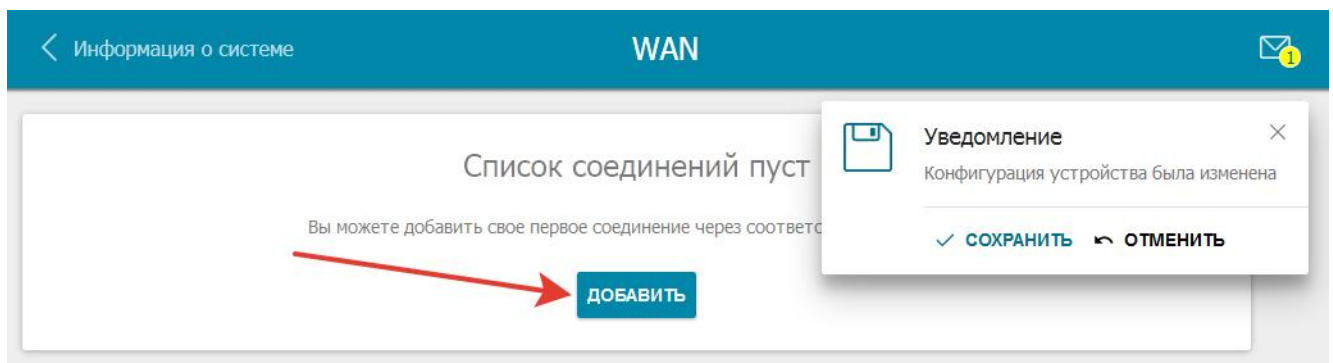 Информация о системе
WAN
1
Уведомление
Конфигурация устройства была изменена
СОХРАНИТЬ ОТМЕНИТЬ
Список соединений пуст
Вы можете добавить свое первое соединение через
ДОБАВИТЬ